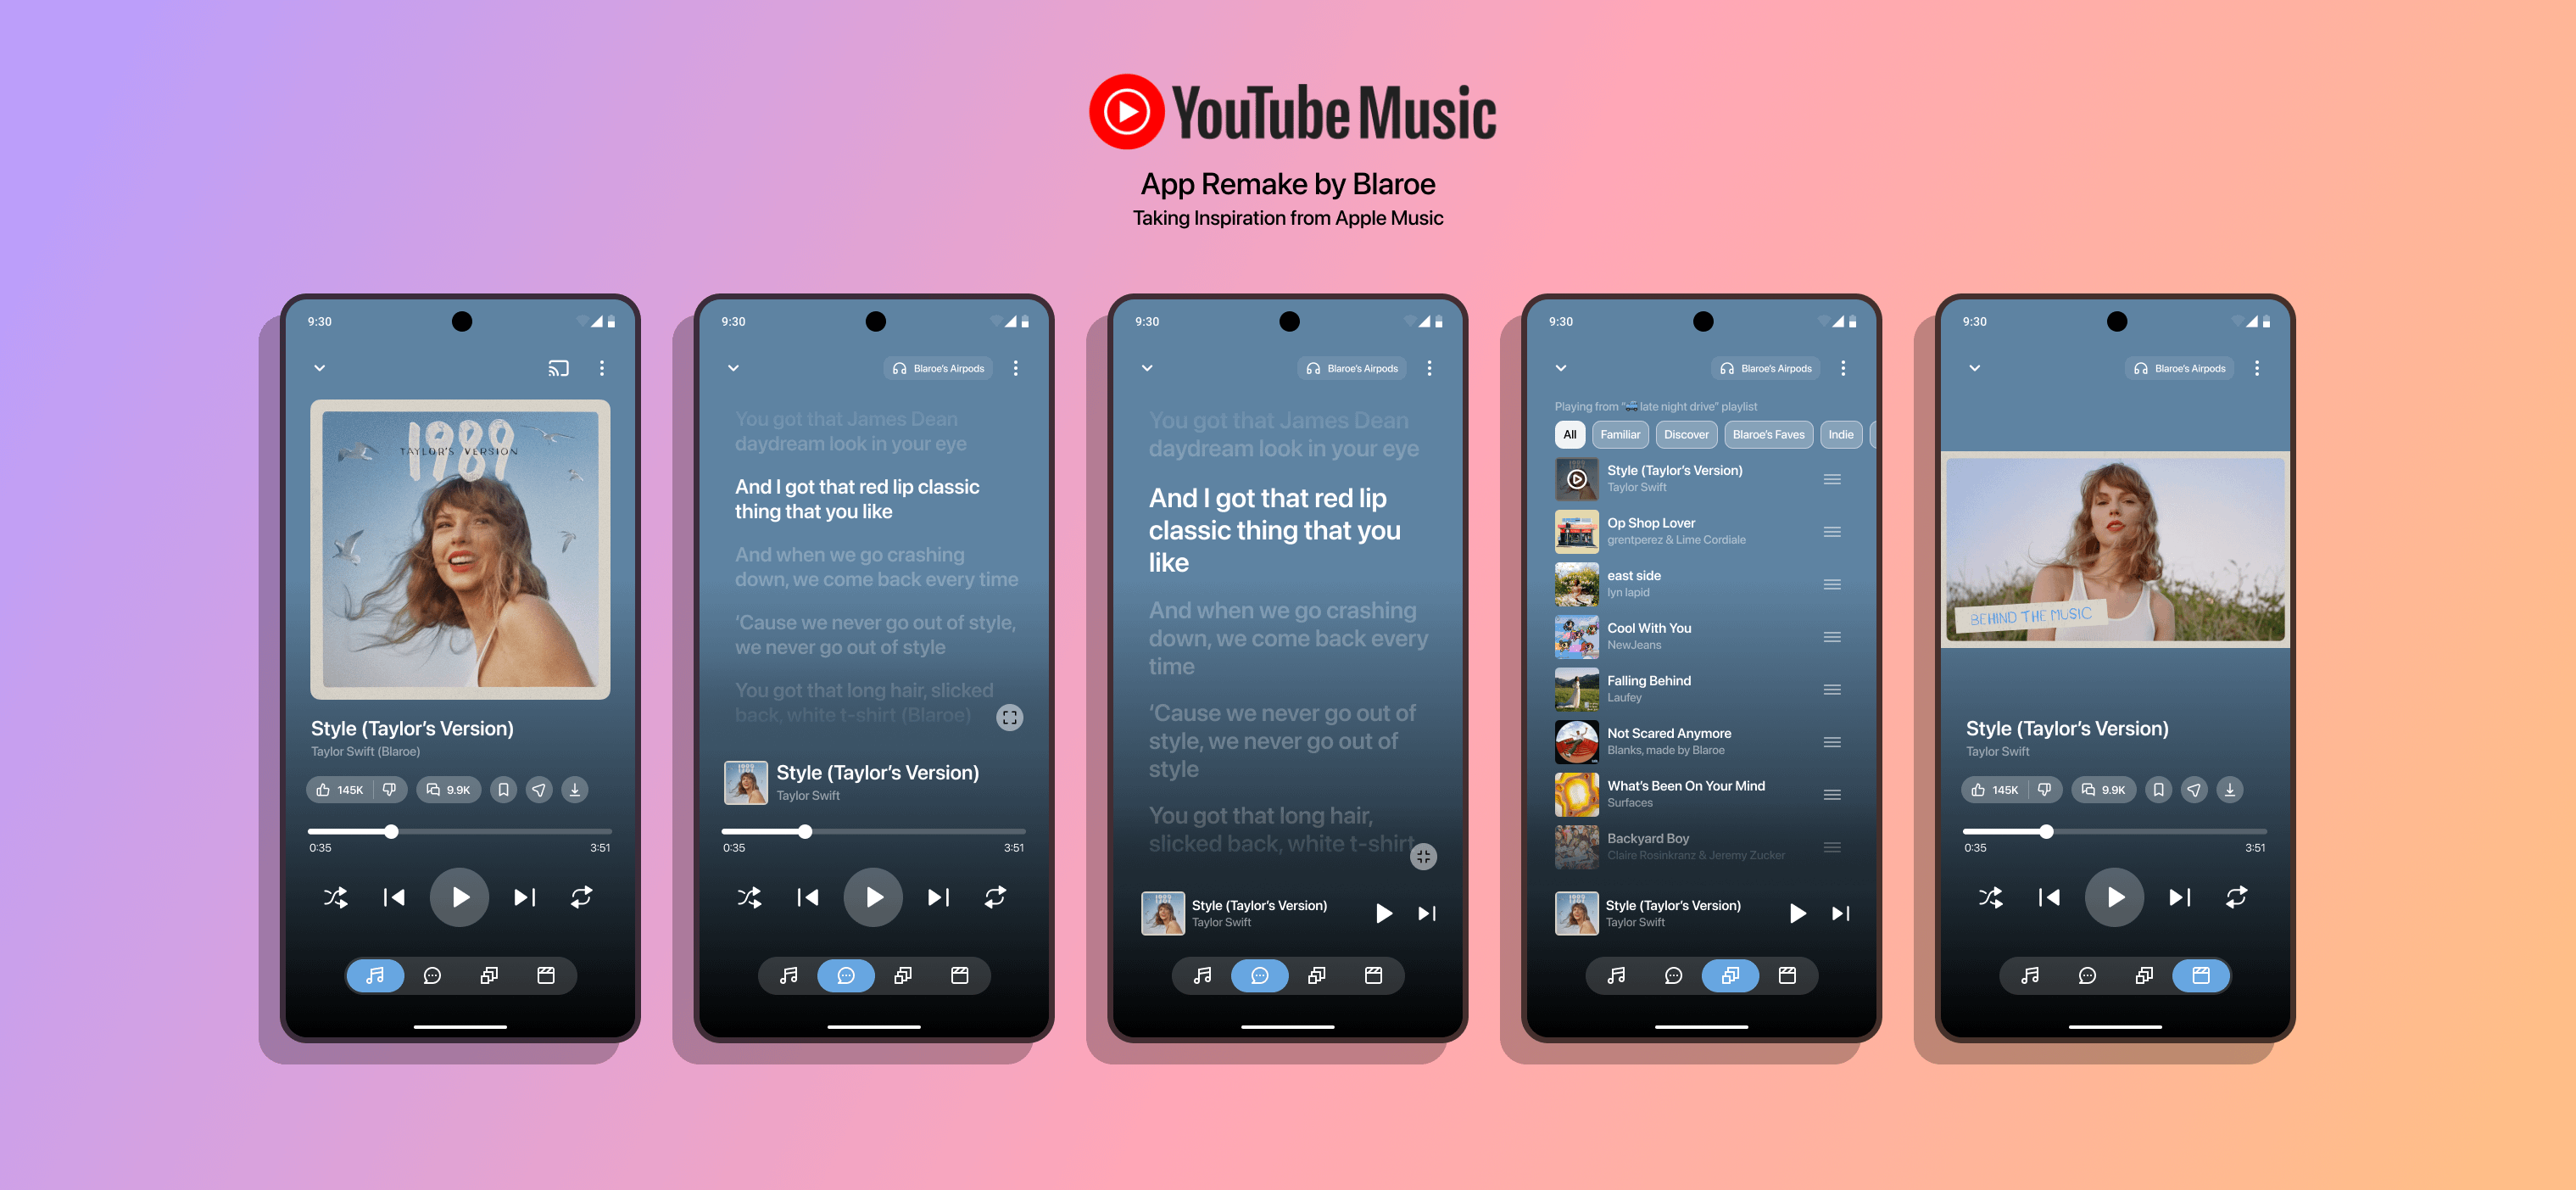 YouTube Music
App Remake by Blaroe
Taking Inspiration from Apple Music
9:30
1989
TAYLOR'S VERSION
Style (Taylor’s Version)
Taylor Swift (Blaroe)
145K
9.9K
0:35
3:51
9:30
Blaroe’s Airpods
You got that James Dean
daydream look in your eye
And I got that red lip classic
thing that you like
And when we go crashing
down, we come back every time
‘Cause we never go out of style,
we never go out of style
You got that long hair, slicked
back, white t-shirt (Blaroe)
1989
Style (Taylor’s Version)
Taylor Swift
0:35
3:51
9:30
Blaroe’s Airpods
You got that James Dean
daydream look in your eye
And I got that red lip
classic thing that you
like
And when we go crashing
down, we come back every
time
‘Cause we never go out of
style, we never go out of
style
You got that long hair,
slicked back, white t-shirt
1989
Style (Taylor’s Version)
Taylor Swift
9:30
Blaroe’s Airpods
Playing from “🚙 late night drive” playlist
All
Familiar
Discover
Blaroe’s Faves
Indie
Style (Taylor’s Version)
Taylor Swift
Op Shop Lover
grentperez & Lime Cordiale
east side
lyn lapid
Cool With You
NewJeans
Falling Behind
Laufey
Not Scared Anymore
Blanks, made by Blaroe
What’s Been On Your Mind
Surfaces
Backyard Boy
Claire Rosinkranz & Jeremy Zucker
1989
Style (Taylor’s Version)
Taylor Swift
9:30
Blaroe’s Airpods
BEHIND THE MUSIC
Style (Taylor’s Version)
Taylor Swift
145K
9.9K
0:35
3:51